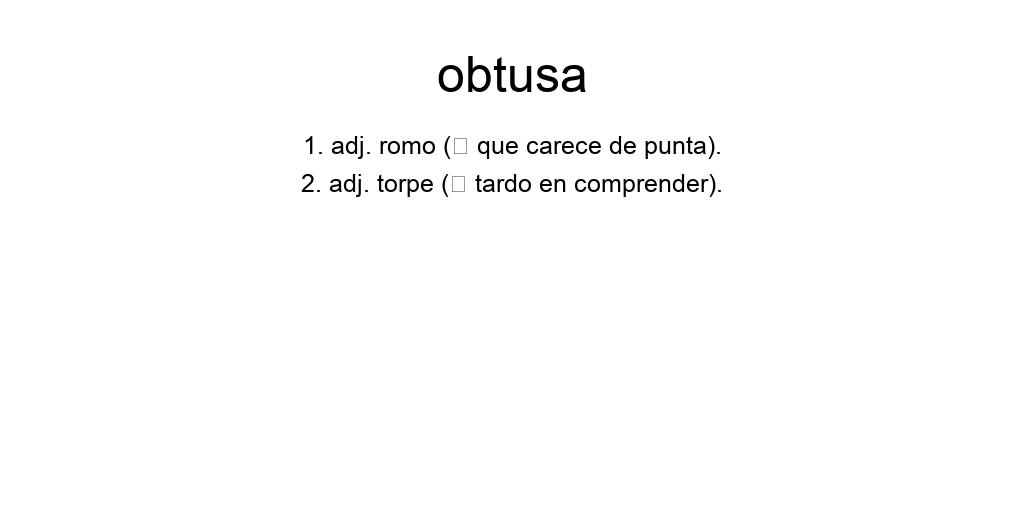 obtusa
1. adj. romo (□ que carece de punta).
2. adj. torpe (□ tardo en comprender).